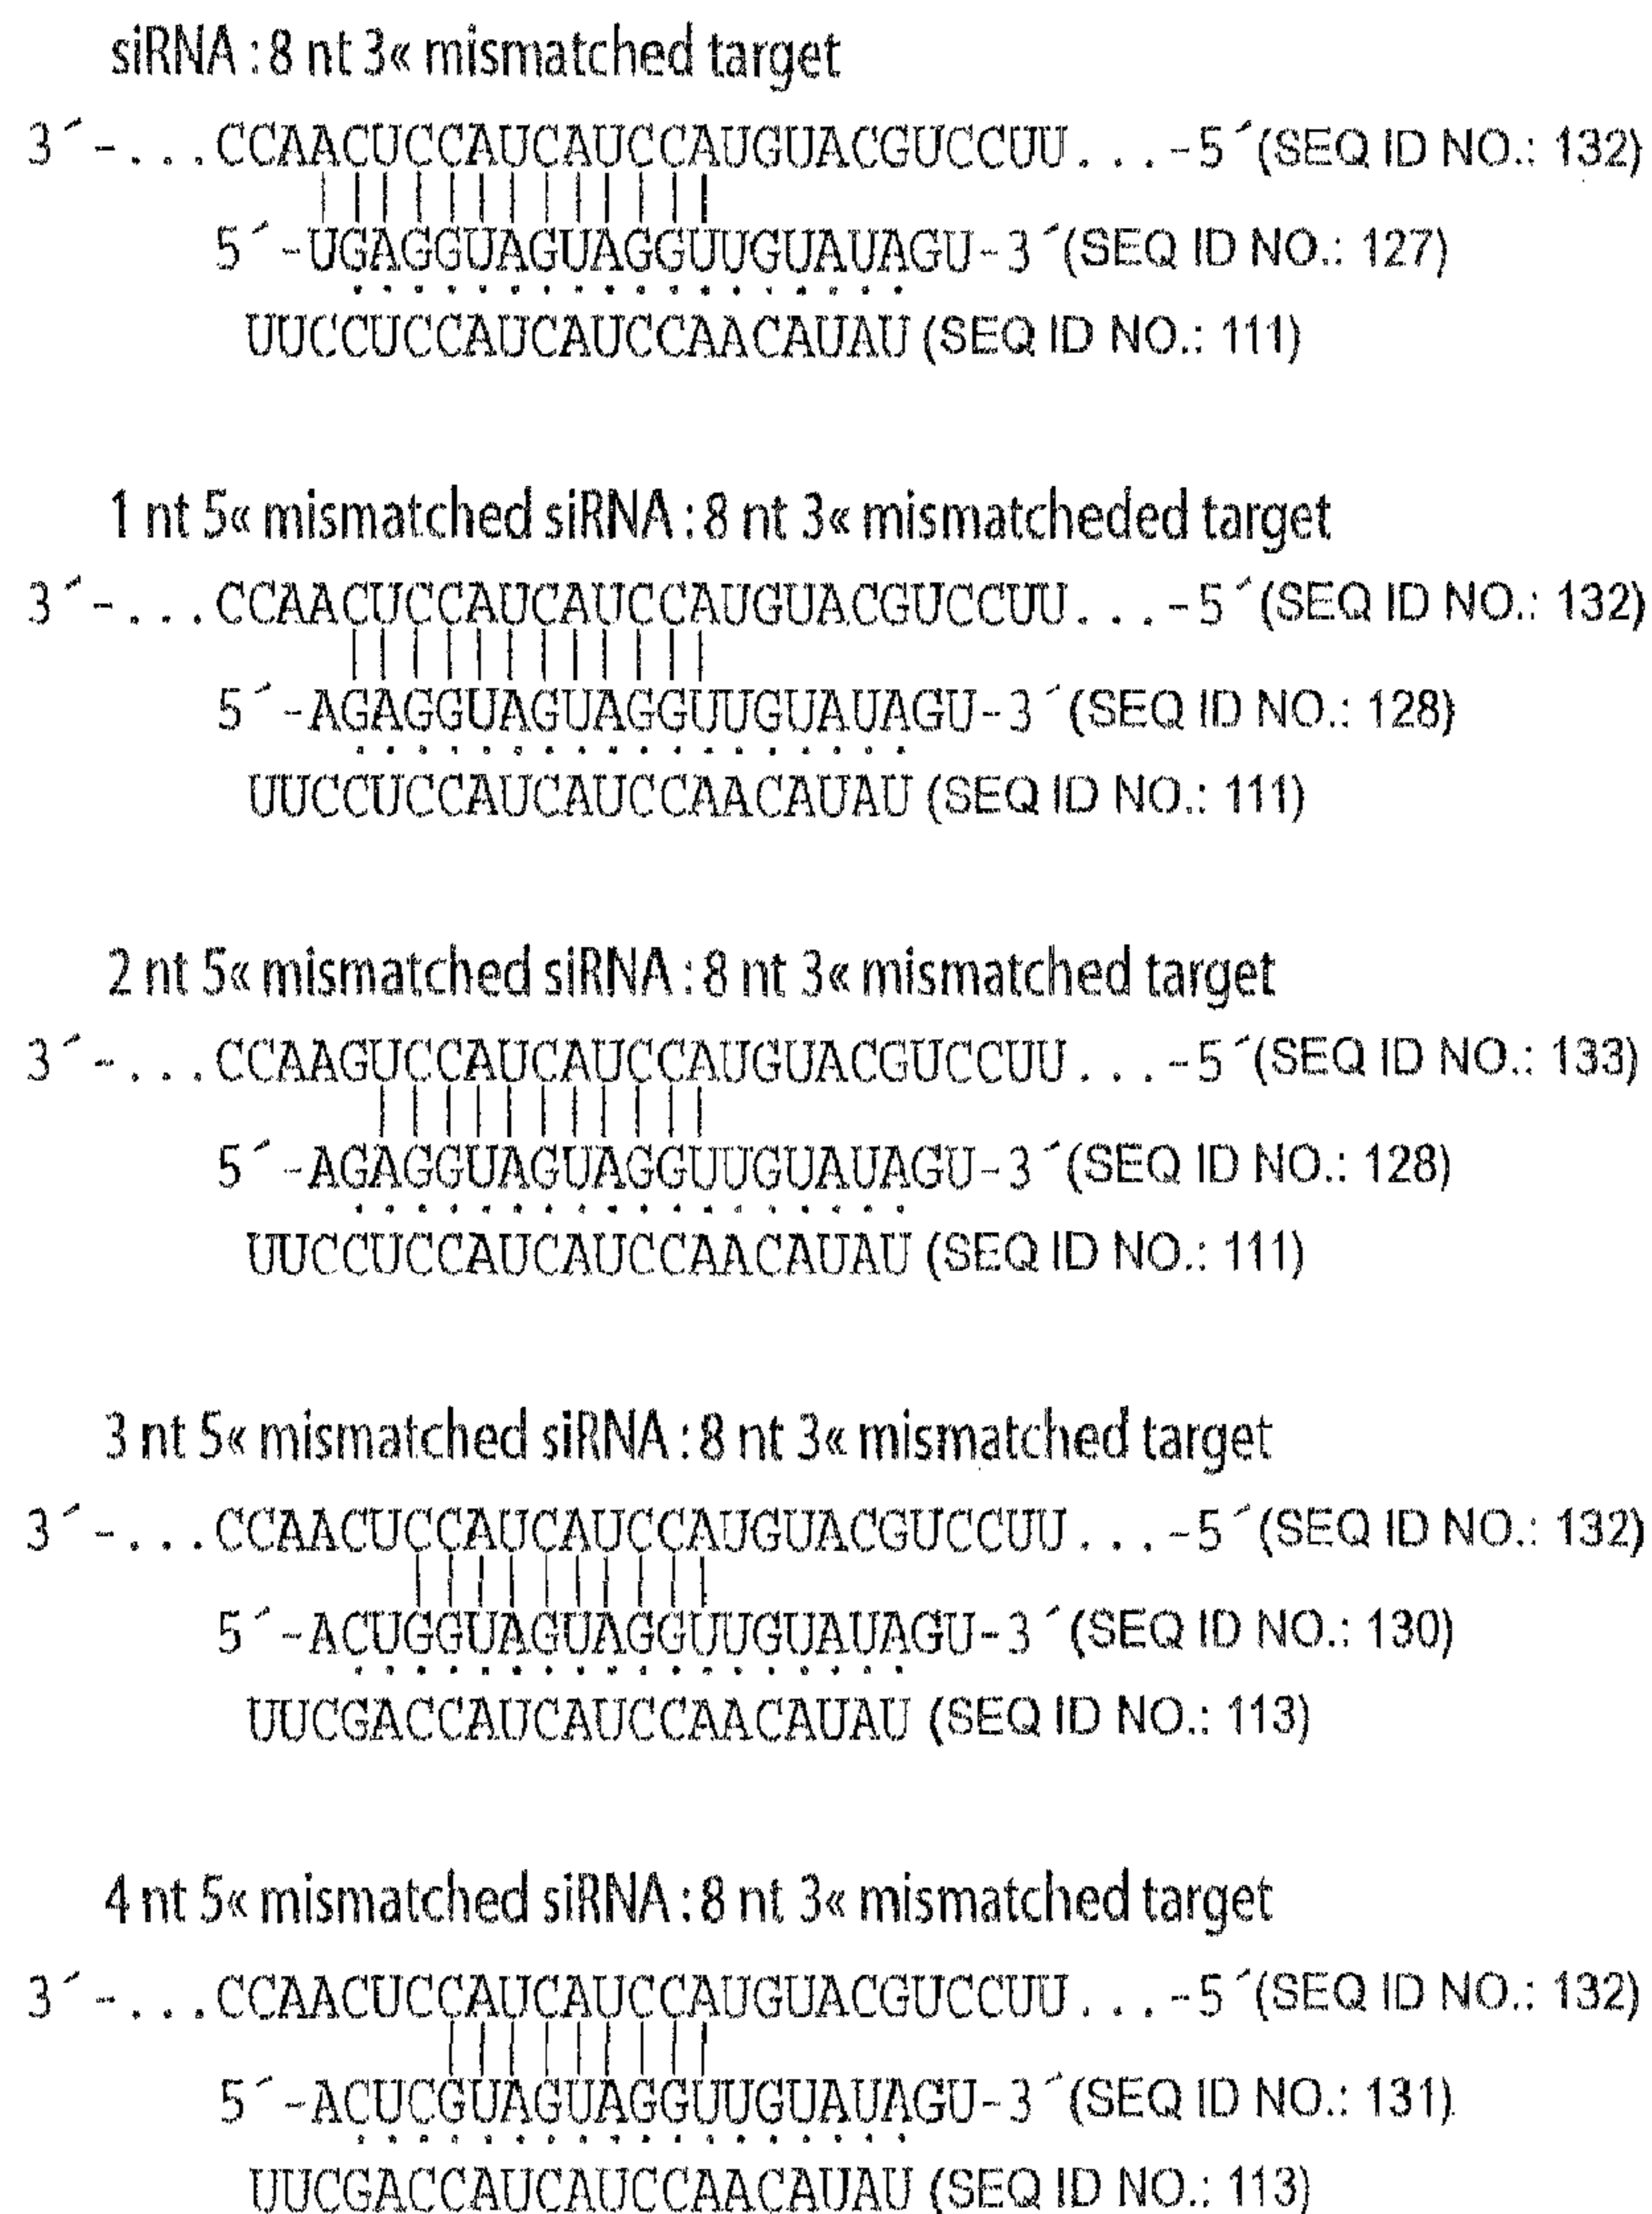 siRNA : 8 nt 3« mismatched target
3´-...CCAACUCCAUCAUCCAUGUACGUCCUU...-5´(SEQ ID NO.: 132)
5´-UGAGGUAGUAGGUUGUAUAGU-3´(SEQ ID NO.: 127)
UUCCUCCAUCAUCCAACAUAU (SEQ ID NO.: 111)
1 nt 5« mismatched siRNA : 8 nt 3« mismatcheded target
3´-...CCAACUCCAUCAUCCAUGUACGUCCUU...-5´(SEQ ID NO.: 132)
5´-AGAGGUAGUAGGUUGUAUAGU-3´(SEQ ID NO.: 128)
UUCCUCCAUCAUCCAACAUAU (SEQ ID NO.: 111)
2 nt 5« mismatched siRNA : 8 nt 3« mismatched target
3´-...CCAAGUCCAUCAUCCAUGUACGUCCUU...-5´(SEQ ID NO.: 133)
5´-AGAGGUAGUAGGUUGUAUAGU-3´(SEQ ID NO.: 128)
UUCCUCCAUCAUCCAACAUAU (SEQ ID NO.: 111)
3 nt 5« mismatched siRNA : 8 nt 3« mismatched target
3´-...CCAACUCCAUCAUCCAUGUACGUCCUU...-5´(SEQ ID NO.: 132)
5´-ACUGGUAGUAGGUUGUAUAGU-3´(SEQ ID NO.: 130)
UUCGACCAUCAUCCAACAUAU (SEQ ID NO.: 113)
4 nt 5« mismatched siRNA : 8 nt 3« mismatched target
3´-...CCAACUCCAUCAUCCAUGUACGUCCUU...-5´(SEQ ID NO.: 132)
5´-ACUCGUAGUAGGUUGUAUAGU-3´(SEQ ID NO.: 131)
UUCGACCAUCAUCCAACAUAU (SEQ ID NO.: 113)